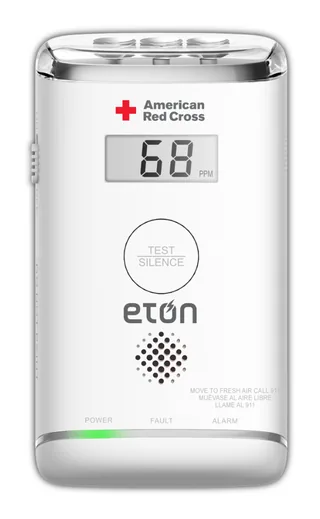 American
Red Cross
68
PPM
TEST
SILENCE
etón
MOVE TO FRESH AIR CALL 911
MUÉVASE AL AIRE LIBRE
LLAME AL 911
POWER FAULT ALARM